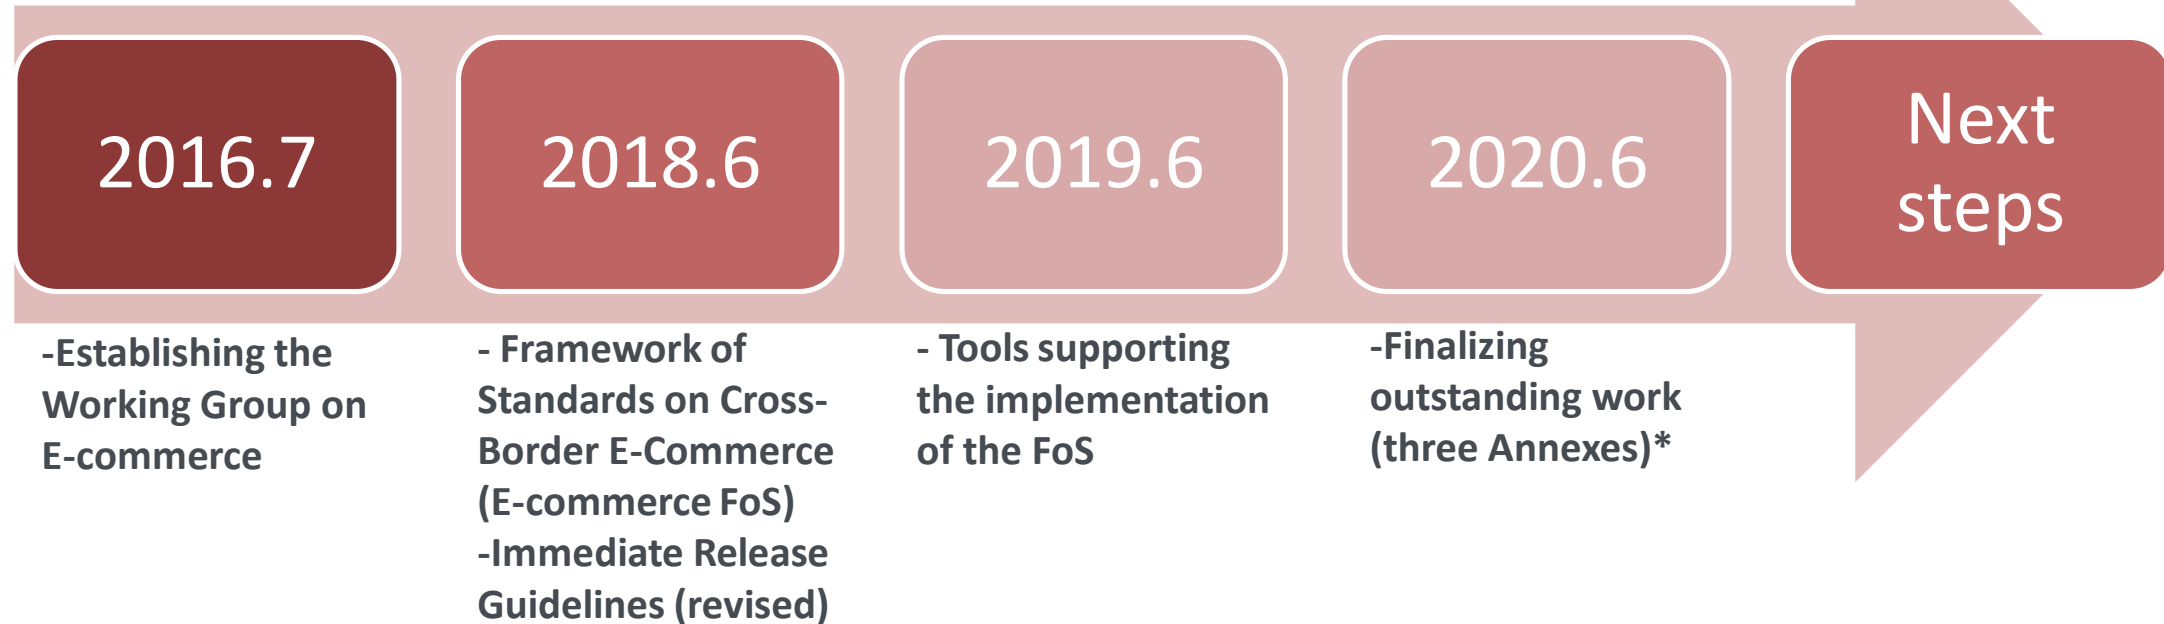 2016.7
2018.6
2019.6
2020.6
Next
steps
-Establishing the
Working Group on
E-commerce
- Framework of
Standards on Cross-
Border E-Commerce
(E-commerce FoS)
-Immediate Release
Guidelines (revised)
- Tools supporting
the implementation
of the FoS
-Finalizing
outstanding work
(three Annexes)*